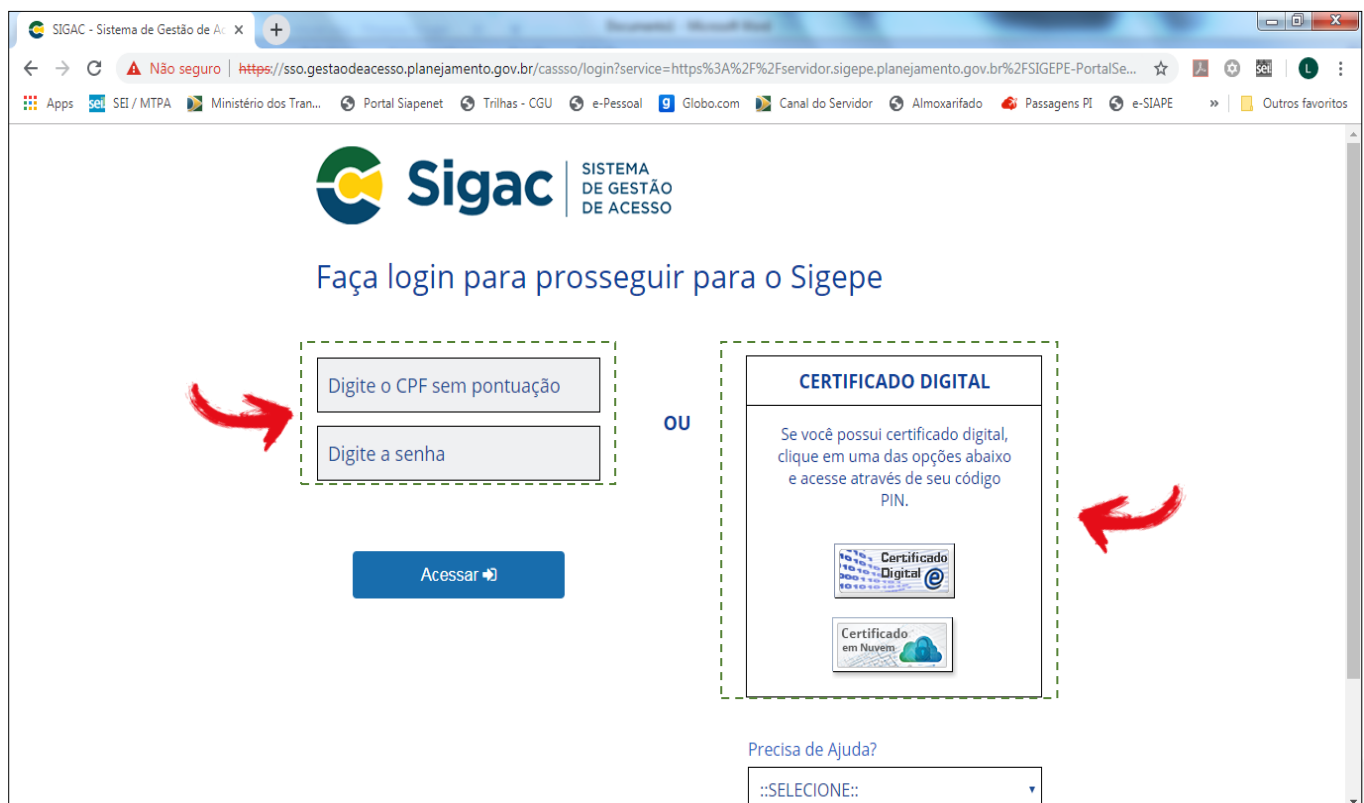 SIGAC - Sistema de Gestão de Ac
Não seguro | https://sso.gestaodeacesso.planejamento.gov.br/cassso/login?service=https%3A%2F%2Fservidor.sigepe.planejamento.gov.br%2FSIGEPE-PortalSe...
sei!
L
Apps
sei! SEI / MTPA
Ministério dos Tran...
Portal Siapenet
Trilhas - CGU
e-Pessoal
Globo.com
Canal do Servidor
Almoxarifado
Passagens PI
e-SIAPE
»
Outros favoritos
Sigac
SISTEMA
DE GESTÃO
DE ACESSO
Faça login para prosseguir para o Sigepe
Digite o CPF sem pontuação
Digite a senha
Acessar
OU
CERTIFICADO DIGITAL
Se você possui certificado digital,
clique em uma das opções abaixo
e acesse através de seu código
PIN.
Certificado
Digital
Certificado
em Nuvem
Precisa de Ajuda?
::SELECIONE::